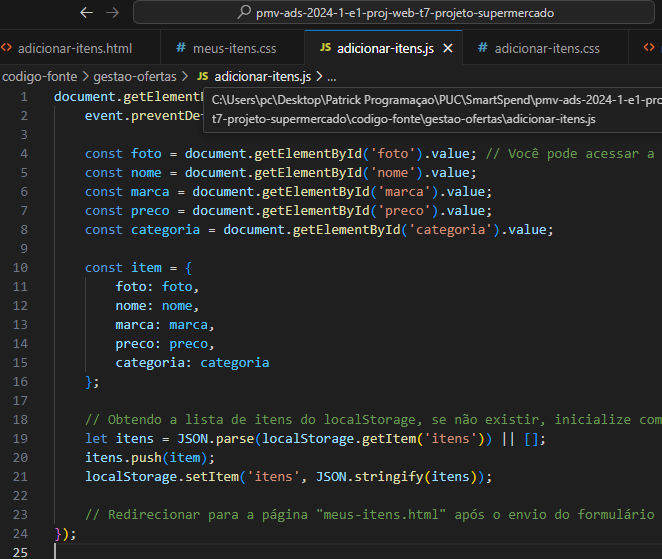 pmv-ads-2024-1-e1-proj-web-t7-projeto-supermercado
<> adicionar-itens.html # meus-itens.css JS adicionar-itens.js × # adicionar-itens.css <>
codigo-fonte > gestao-ofertas > JS adicionar-itens.js > ...
C:\Users\pc\Desktop\Patrick Programaçao\PUC\SmartSpend\pmv-ads-2024-1-e1-pro
t7-projeto-supermercado\codigo-fonte\gestao-ofertas\adicionar-itens.js
1 document.getElement
2 event.preventDe
3
4 const foto = document.getElementById('foto').value; // Você pode acessar a
5 const nome = document.getElementById('nome').value;
6 const marca = document.getElementById('marca').value;
7 const preco = document.getElementById('preco').value;
8 const categoria = document.getElementById('categoria').value;
9
10 const item = {
11 foto: foto,
12 nome: nome,
13 marca: marca,
14 preco: preco,
15 categoria: categoria
16 };
17
18 // Obtendo a lista de itens do localStorage, se não existir, inicialize com
19 let itens = JSON.parse(localStorage.getItem('itens')) || [];
20 itens.push(item);
21 localStorage.setItem('itens', JSON.stringify(itens));
22
23 // Redirecionar para a página "meus-itens.html" após o envio do formulário
24 });
25